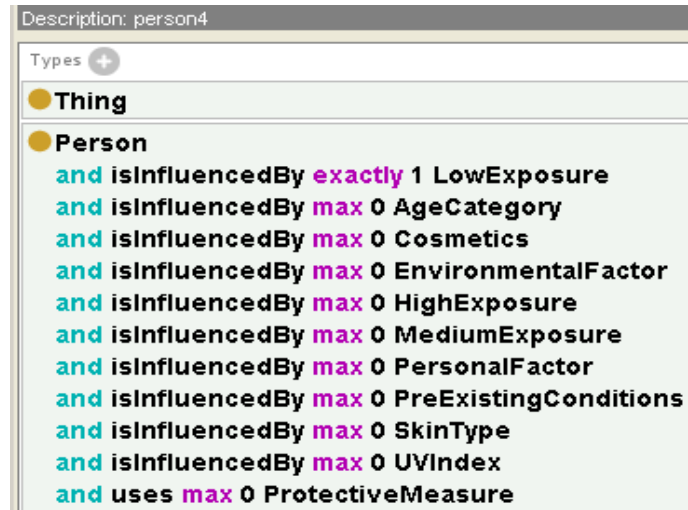 Description: person4
Types
Thing
Person
and isInfluencedBy exactly 1 LowExposure
and isInfluencedBy max 0 AgeCategory
and isInfluencedBy max 0 Cosmetics
and isInfluencedBy max 0 EnvironmentalFactor
and isInfluencedBy max 0 HighExposure
and isInfluencedBy max 0 MediumExposure
and isInfluencedBy max 0 PersonalFactor
and isInfluencedBy max 0 PreExistingConditions
and isInfluencedBy max 0 SkinType
and isInfluencedBy max 0 UVIndex
and uses max 0 ProtectiveMeasure